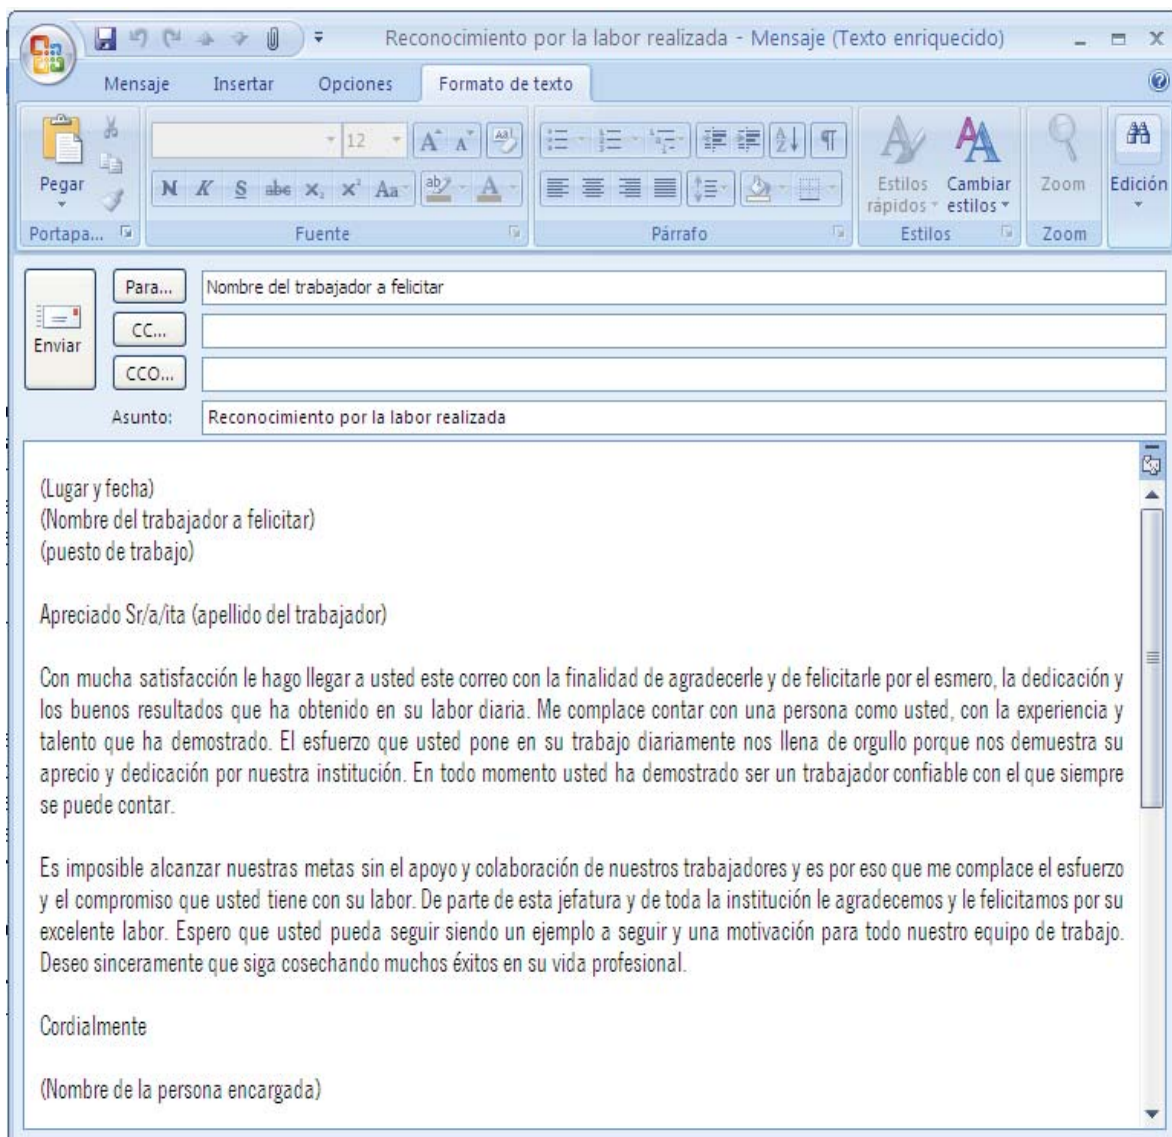 Reconocimiento por la labor realizada - Mensaje (Texto enriquecido)
Mensaje Insertar Opciones Formato de texto
Pegar
12
A A Aa
N K S abe x₂ x² Aa ab A
Estilos rápidos Cambiar estilos Zoom Edición
Portapa... Fuente Párrafo Estilos Zoom
Enviar
Para... Nombre del trabajador a felicitar
CC...
CCO...
Asunto: Reconocimiento por la labor realizada
(Lugar y fecha)
(Nombre del trabajador a felicitar)
(puesto de trabajo)
Apreciado Sr/a/ita (apellido del trabajador)
Con mucha satisfacción le hago llegar a usted este correo con la finalidad de agradecerle y de felicitarle por el esmero, la dedicación y
los buenos resultados que ha obtenido en su labor diaria. Me complace contar con una persona como usted, con la experiencia y
talento que ha demostrado. El esfuerzo que usted pone en su trabajo diariamente nos llena de orgullo porque nos demuestra su
aprecio y dedicación por nuestra institución. En todo momento usted ha demostrado ser un trabajador confiable con el que siempre
se puede contar.
Es imposible alcanzar nuestras metas sin el apoyo y colaboración de nuestros trabajadores y es por eso que me complace el esfuerzo
y el compromiso que usted tiene con su labor. De parte de esta jefatura y de toda la institución le agradecemos y le felicitamos por su
excelente labor. Espero que usted pueda seguir siendo un ejemplo a seguir y una motivación para todo nuestro equipo de trabajo.
Deseo sinceramente que siga cosechando muchos éxitos en su vida profesional.
Cordialmente
(Nombre de la persona encargada)